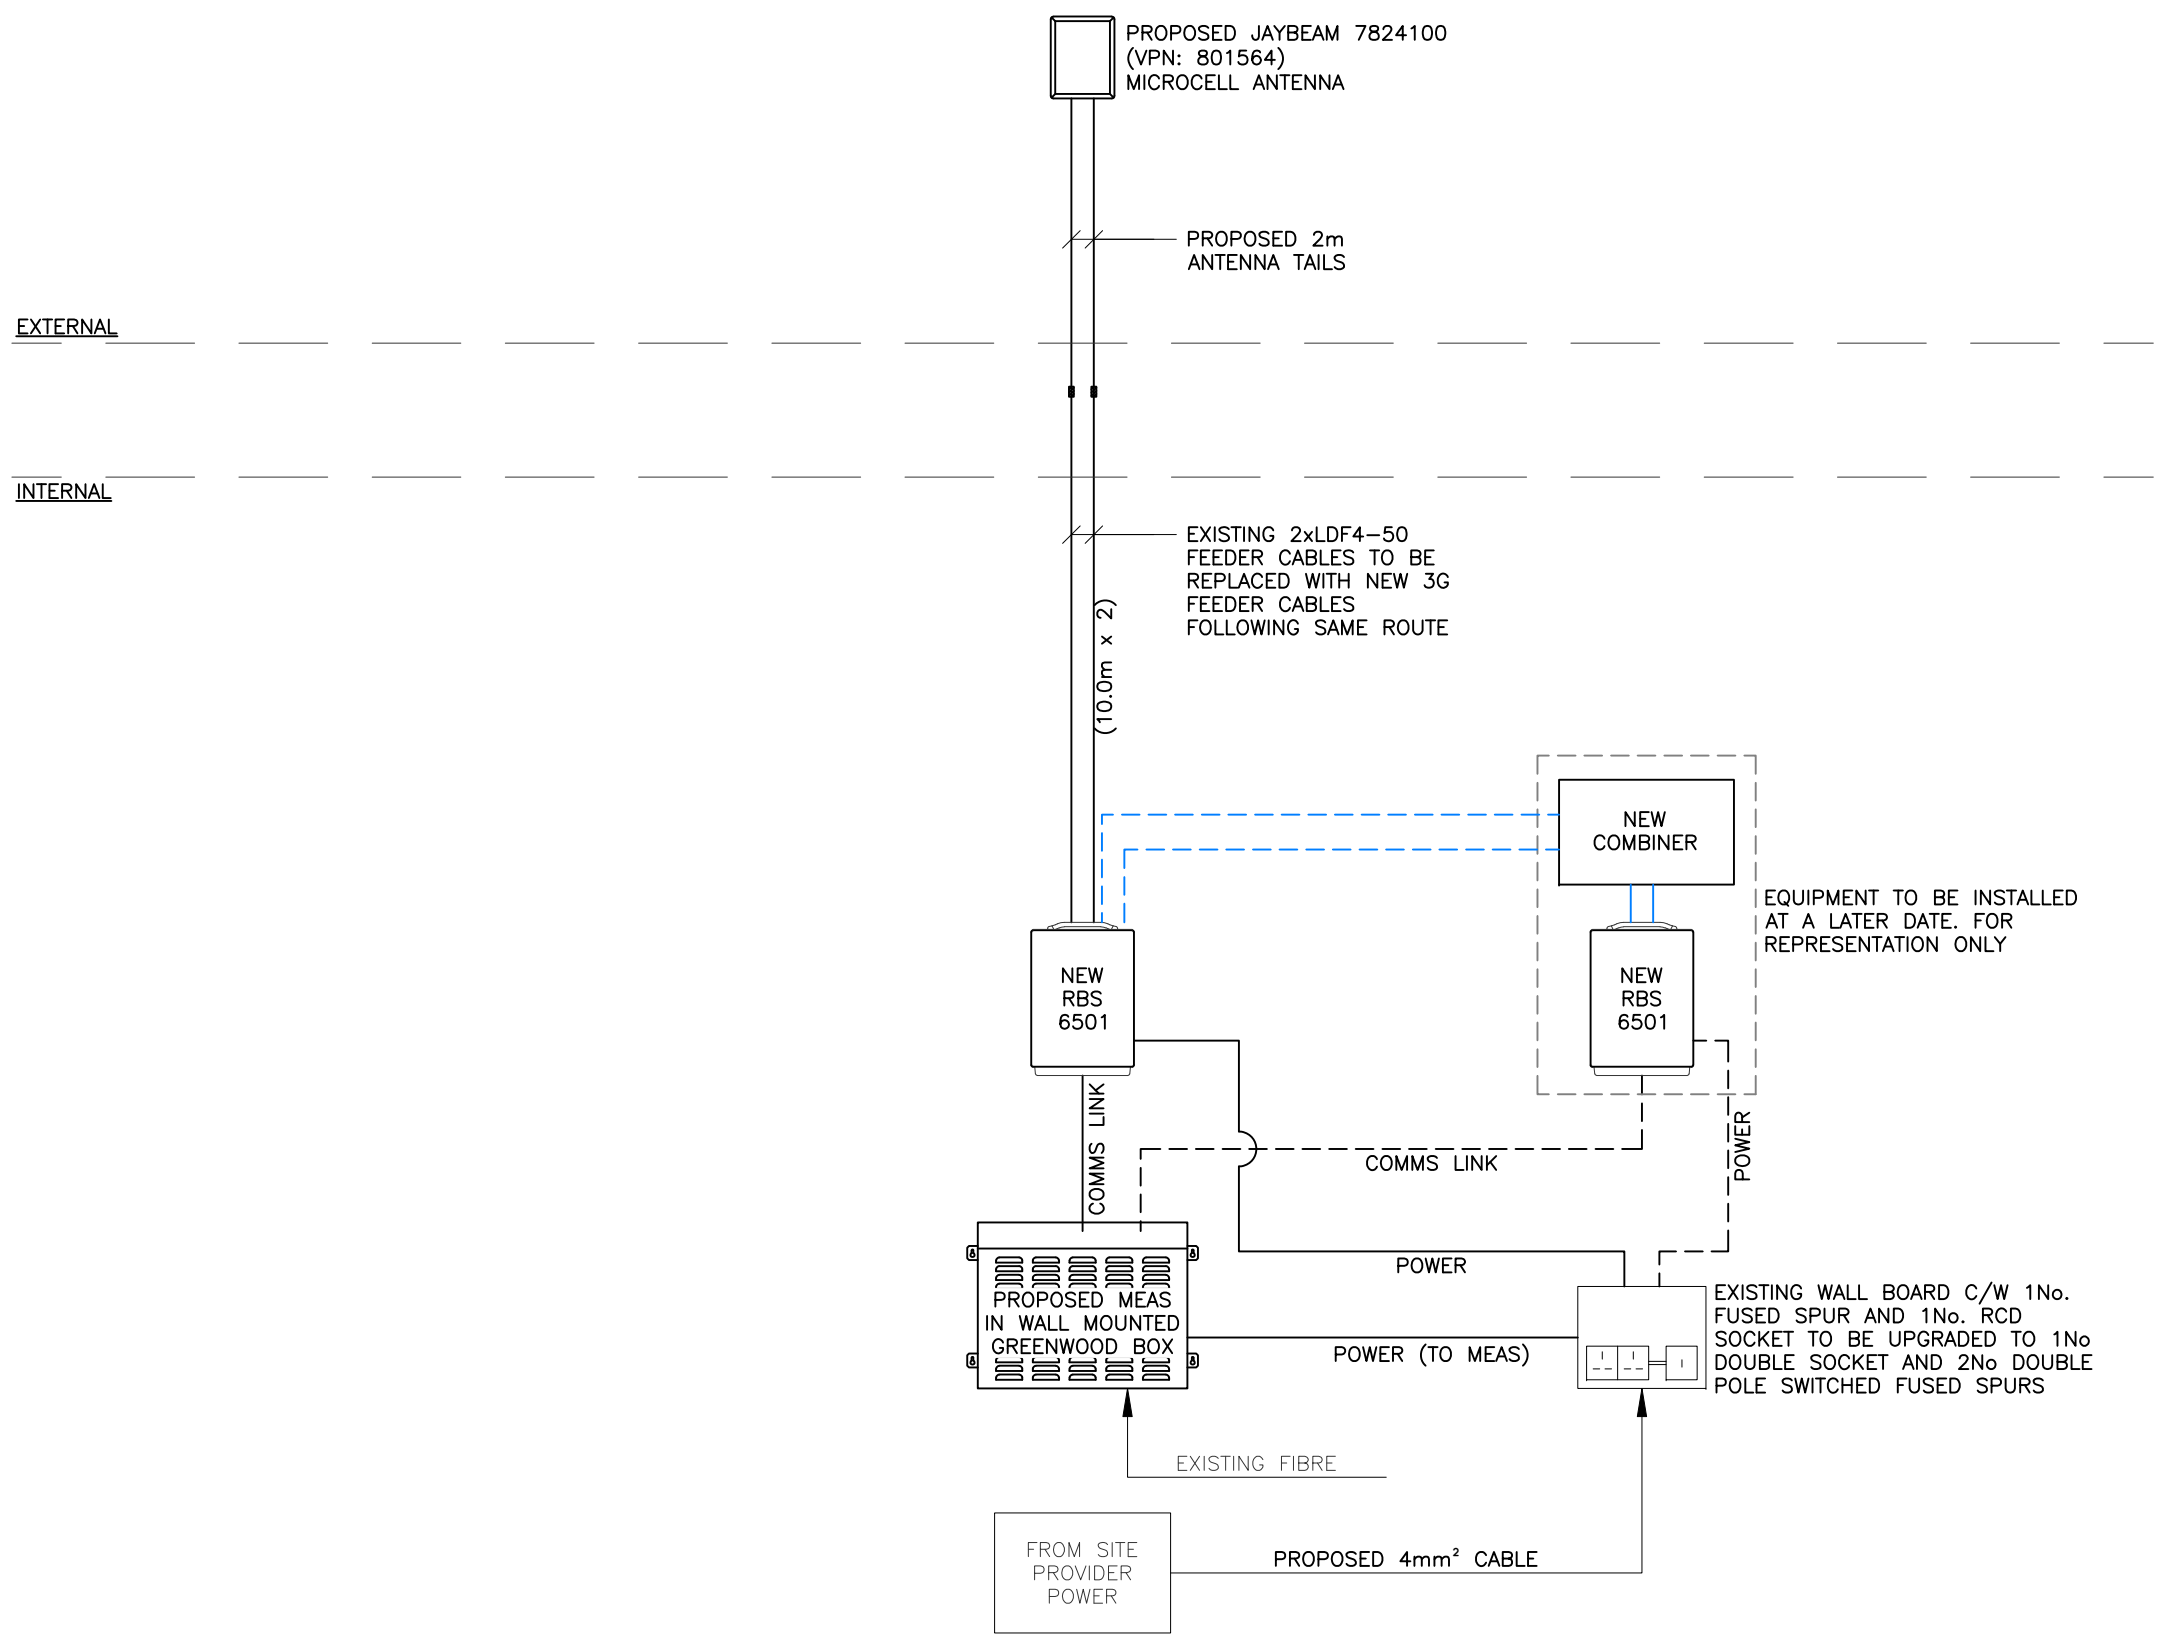 PROPOSED JAYBEAM 7824100
(VPN: 801564)
MICROCELL ANTENNA
PROPOSED 2m
ANTENNA TAILS
EXTERNAL
INTERNAL
EXISTING 2xLDF4-50
FEEDER CABLES TO BE
REPLACED WITH NEW 3G
FEEDER CABLES
FOLLOWING SAME ROUTE
(10.0m x 2)
NEW
COMBINER
EQUIPMENT TO BE INSTALLED
AT A LATER DATE. FOR
REPRESENTATION ONLY
NEW
RBS
6501
NEW
RBS
6501
COMMS LINK
COMMS LINK
POWER
POWER
PROPOSED MEAS
IN WALL MOUNTED
GREENWOOD BOX
POWER (TO MEAS)
EXISTING WALL BOARD C/W 1No.
FUSED SPUR AND 1No. RCD
SOCKET TO BE UPGRADED TO 1No
DOUBLE SOCKET AND 2No DOUBLE
POLE SWITCHED FUSED SPURS
EXISTING FIBRE
FROM SITE
PROVIDER
POWER
PROPOSED 4mm² CABLE